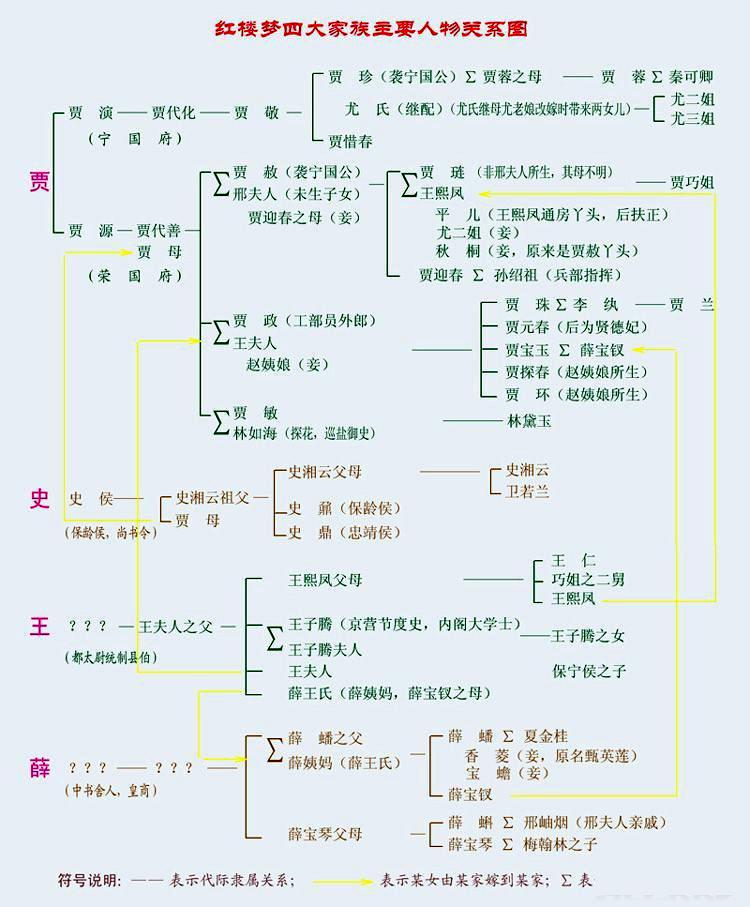 红楼梦四大家族主要人物关系图
贾 珍（袭宁国公）∑ 贾蓉之母 —— 贾 蓉 ∑ 秦可卿
贾 演 —— 贾代化 —— 贾 敬 —
尤 氏（继配）（尤氏继母尤老娘改嫁时带来两女儿）— 尤二姐
尤三姐
（宁 国 府）
贾惜春
贾
∑ 贾 赦（袭宁国公）
邢夫人（未生子女）
贾迎春之母（妾）
∑ 贾 琏（非邢夫人所生，其母不明）—— 贾巧姐
王熙凤
平 儿（王熙凤通房丫头，后扶正）
尤二姐（妾）
秋 桐（妾，原来是贾赦丫头）
贾迎春 ∑ 孙绍祖（兵部指挥）
贾 源 — 贾代善
贾 母
（荣 国 府）
∑ 贾 政（工部员外郎）
王夫人
赵姨娘（妾）
贾 珠 ∑ 李 纨 —— 贾 兰
贾元春（后为贤德妃）
贾宝玉 ∑ 薛宝钗
贾探春（赵姨娘所生）
贾 环（赵姨娘所生）
∑ 贾 敏
林如海（探花，巡盐御史） —— 林黛玉
史
史 侯 ——
（保龄侯，尚书令）
史湘云祖父 —
贾 母
史湘云父母 —— 史湘云
卫若兰
史 鼐（保龄侯）
史 鼎（忠靖侯）
王
？？？ — 王夫人之父 —
（都太尉统制县伯）
王熙凤父母 —— 王 仁
巧姐之二舅
王熙凤
∑ 王子腾（京营节度史，内阁大学士）—— 王子腾之女
王子腾夫人
王夫人 保宁侯之子
薛王氏（薛姨妈，薛宝钗之母）
薛
？？？ —— ？？？ ——
（中书舍人，皇商）
∑ 薛 蟠之父
薛姨妈（薛王氏）
薛 蟠 ∑ 夏金桂
香 菱（妾，原名甄英莲）
宝 蟾（妾）
薛宝钗
薛宝琴父母 —— 薛 蝌 ∑ 邢岫烟（邢夫人亲戚）
薛宝琴 ∑ 梅翰林之子
符号说明：—— 表示代际隶属关系； → 表示某女由某家嫁到某家；∑ 表